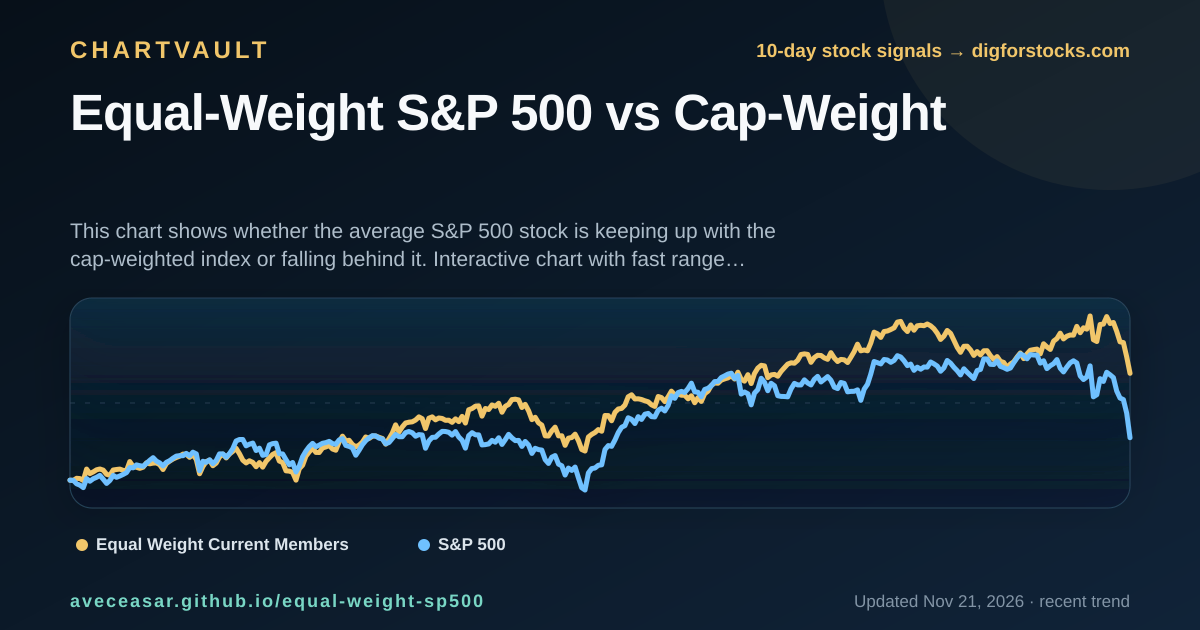 CHARTVAULT
10-day stock signals → digforstocks.com
Equal-Weight S&P 500 vs Cap-Weight
This chart shows whether the average S&P 500 stock is keeping up with the
cap-weighted index or falling behind it. Interactive chart with fast range…
Equal Weight Current Members
S&P 500
aveceasar.github.io/equal-weight-sp500
Updated Nov 21, 2026 · recent trend